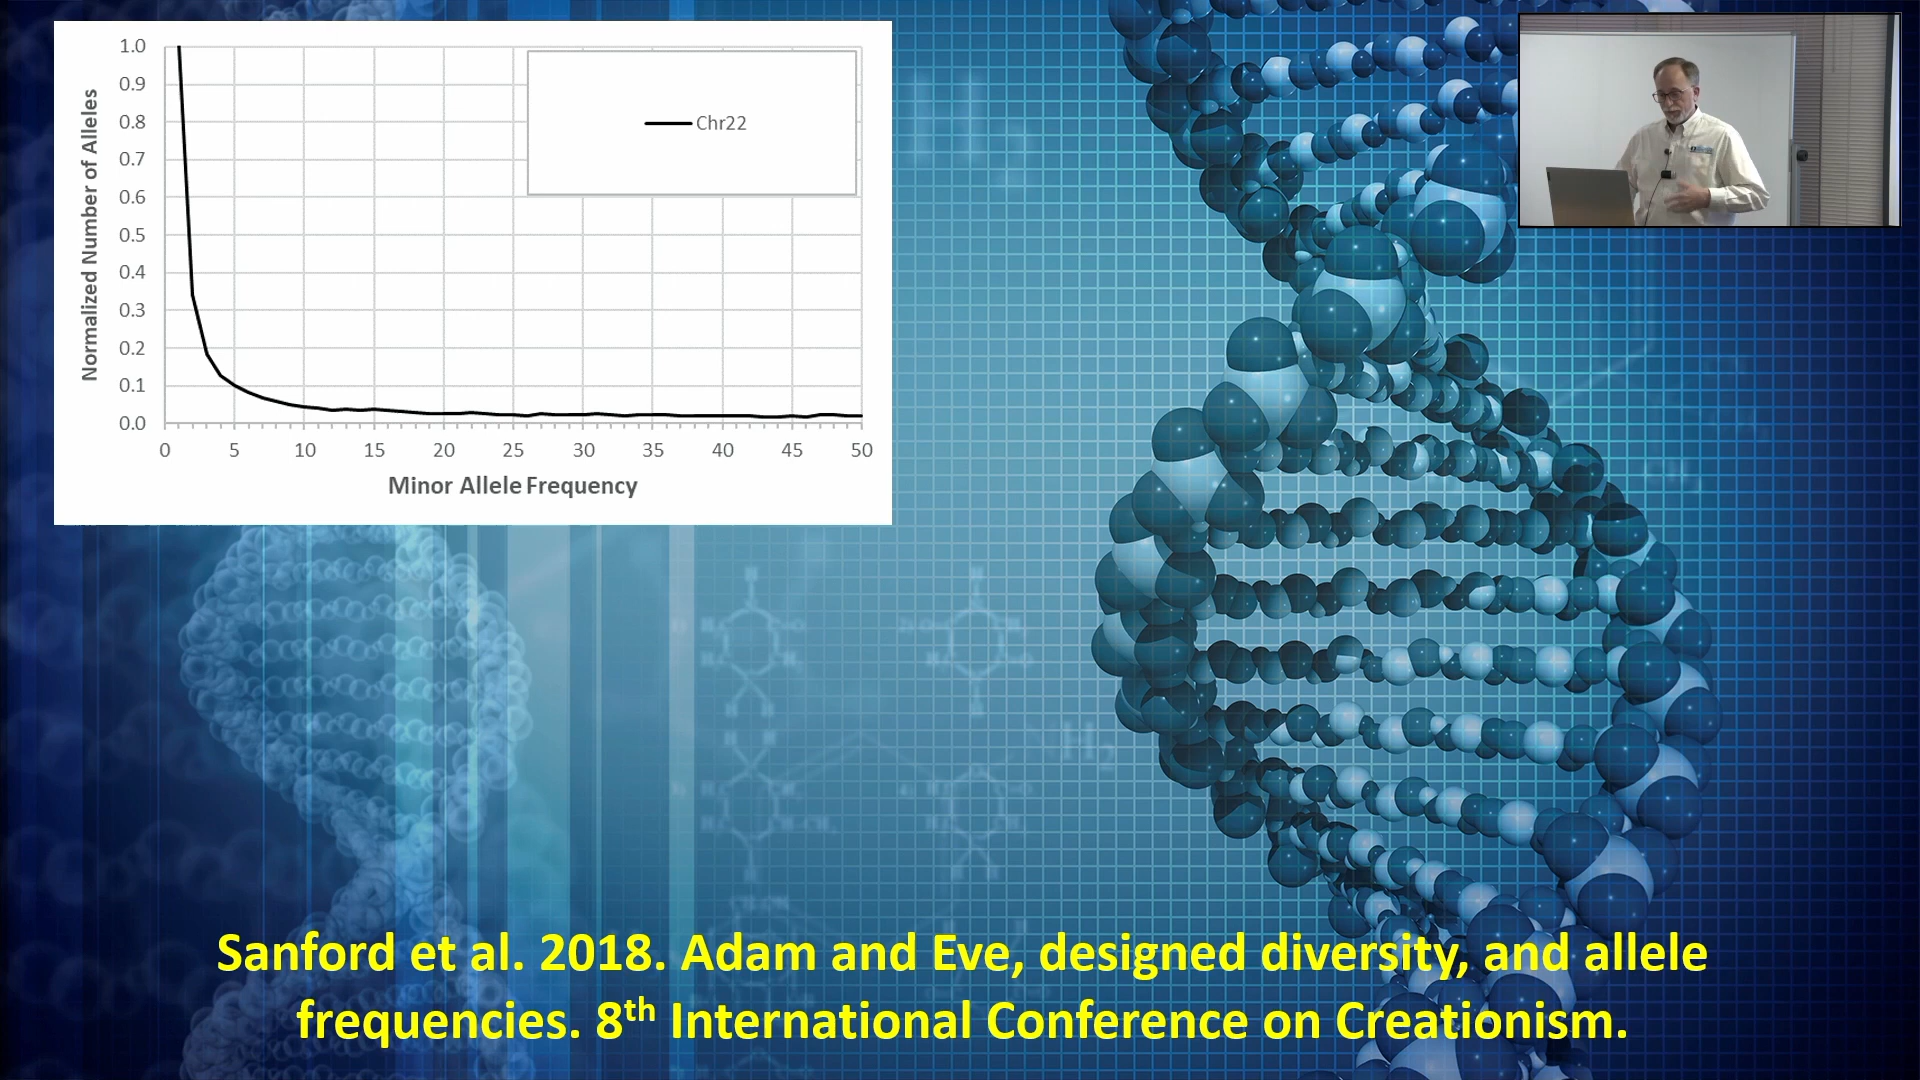 1.0
0.9
0.8
0.7
0.6
0.5
0.4
0.3
0.2
0.1
0.0
Normalized Number of Alleles
Chr22
0 5 10 15 20 25 30 35 40 45 50
Minor Allele Frequency
H₂
Sanford et al. 2018. Adam and Eve, designed diversity, and allele
frequencies. 8th International Conference on Creationism.